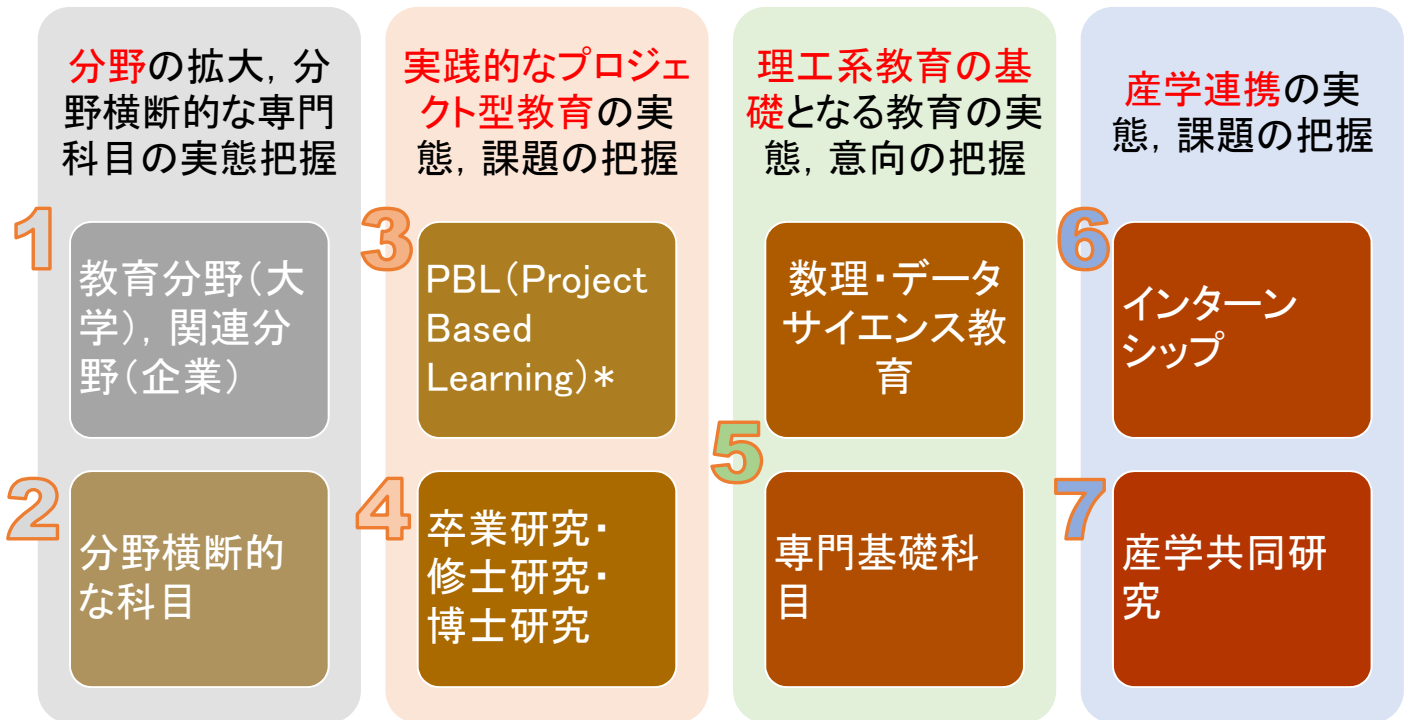 分野の拡大，分
野横断的な専門
科目の実態把握
1
教育分野（大
学），関連分
野（企業）
2
分野横断的
な科目
実践的なプロジェ
クト型教育の実
態，課題の把握
3
PBL（Project
Based
Learning）*
4
卒業研究・
修士研究・
博士研究
理工系教育の基
礎となる教育の実
態，意向の把握
数理・データ
サイエンス教
育
5
専門基礎科
目
産学連携の実
態，課題の把握
6
インターン
シップ
7
産学共同研
究